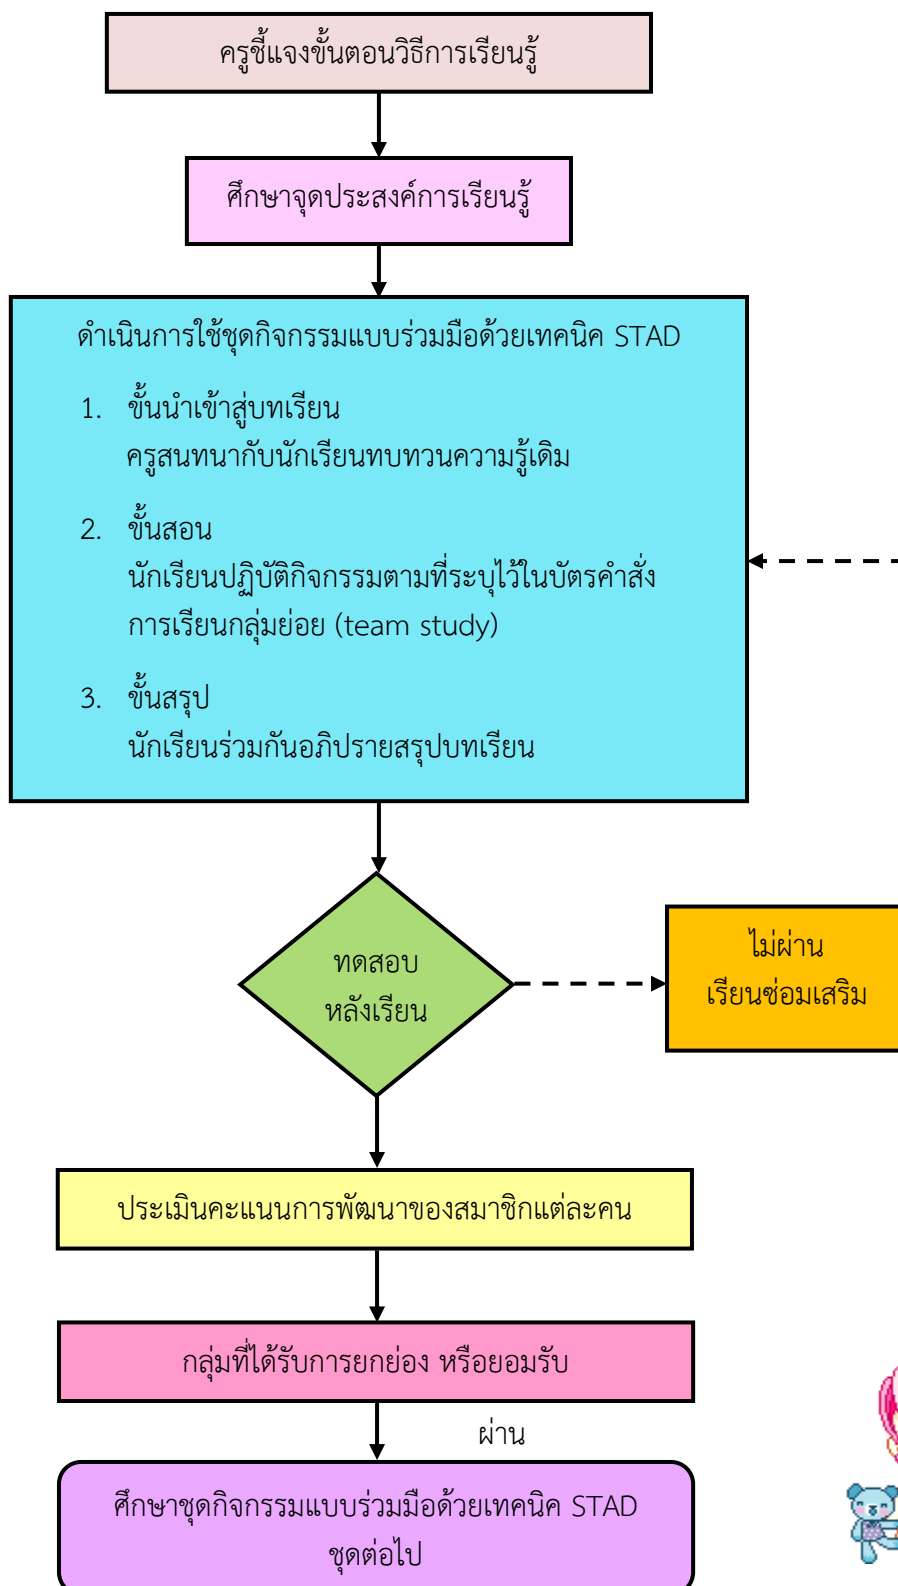 ครูชี้แจงขั้นตอนวิธีการเรียนรู้
ศึกษาจุดประสงค์การเรียนรู้
ดำเนินการใช้ชุดกิจกรรมแบบร่วมมือด้วยเทคนิค STAD
1. ขั้นนำเข้าสู่บทเรียน
ครูสนทนากับนักเรียนทบทวนความรู้เดิม
2. ขั้นสอน
นักเรียนปฏิบัติกิจกรรมตามที่ระบุไว้ในบัตรคำสั่ง
การเรียนกลุ่มย่อย (team study)
3. ขั้นสรุป
นักเรียนร่วมกันอภิปรายสรุปบทเรียน
ทดสอบ
หลังเรียน
ไม่ผ่าน
เรียนซ่อมเสริม
ประเมินคะแนนการพัฒนาของสมาชิกแต่ละคน
กลุ่มที่ได้รับการยกย่อง หรือยอมรับ
ผ่าน
ศึกษาชุดกิจกรรมแบบร่วมมือด้วยเทคนิค STAD
ชุดต่อไป